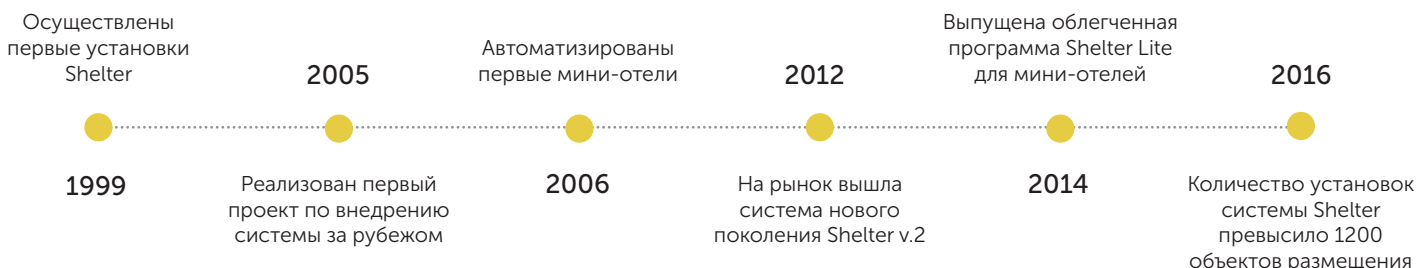 Осуществлены
первые установки
Shelter
1999
2005
Реализован первый
проект по внедрению
системы за рубежом
Автоматизированы
первые мини-отели
2006
2012
На рынок вышла
система нового
поколения Shelter v.2
Выпущена облегченная
программа Shelter Lite
для мини-отелей
2014
2016
Количество установок
системы Shelter
превысило 1200
объектов размещения